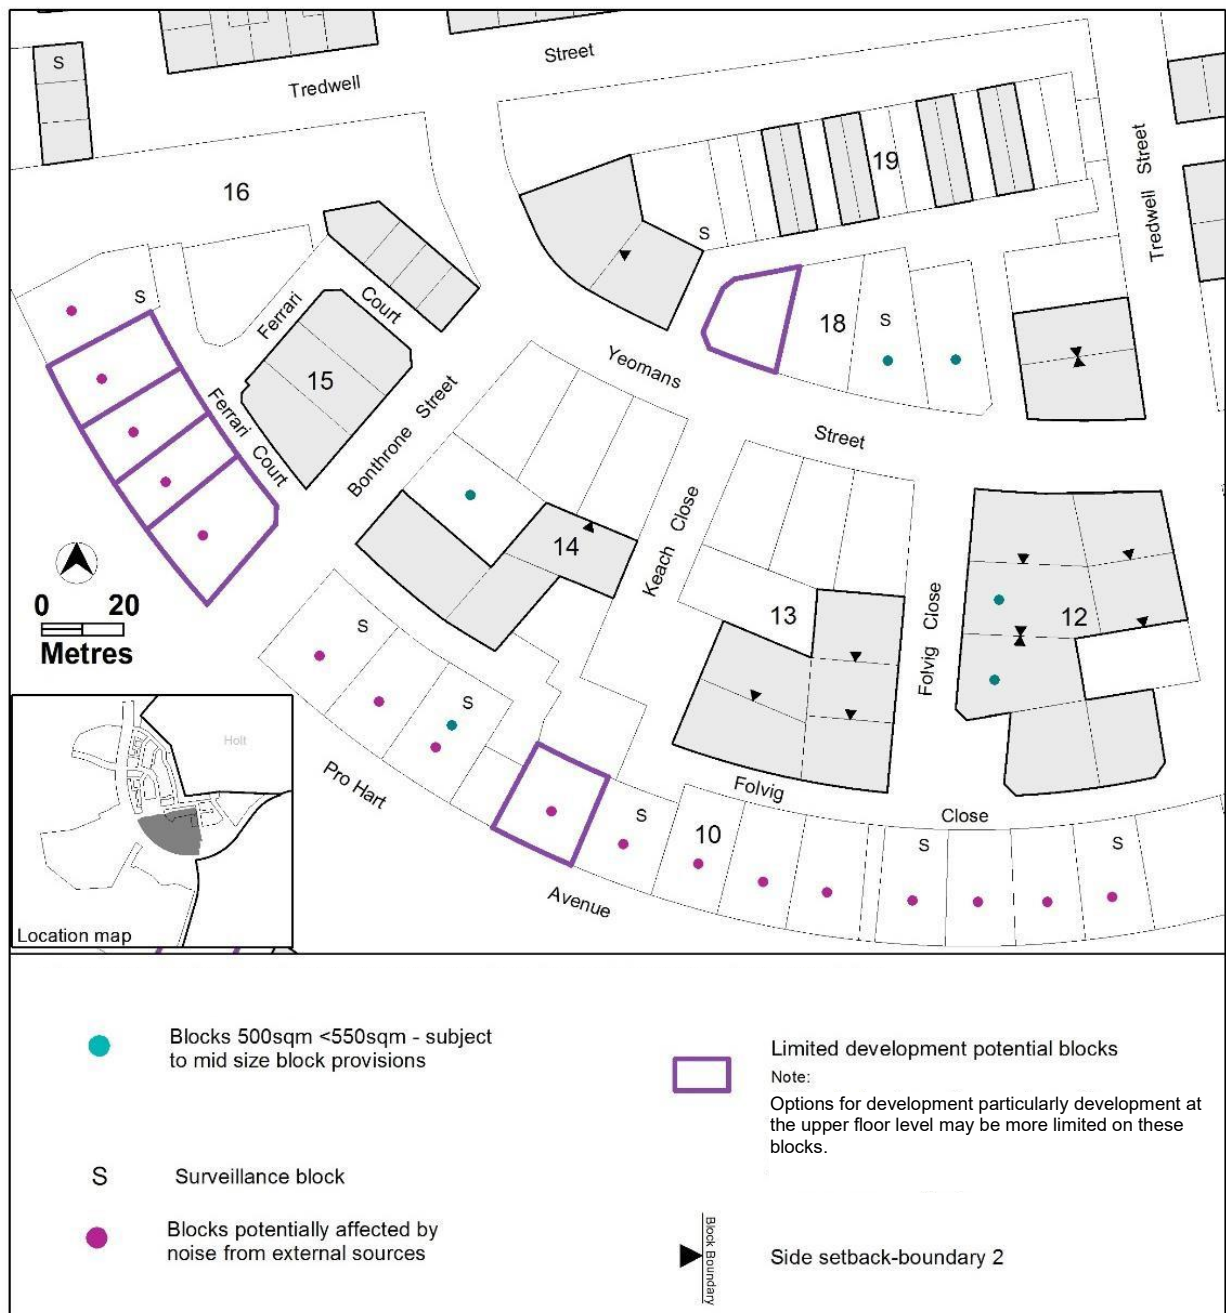 S
Street
Tredwell
19
Tredwell Street
16
S
S
Ferrari
Court
18
S
Yeomans
15
Bonthrone Street
Ferrari Court
Street
Keach Close
14
13
12
Folvig Close
0 20
Metres
S
S
Holt
Pro Hart
Folvig
Close
S
10
S
S
Avenue
Location map
Blocks 500sqm <550sqm - subject
to mid size block provisions
Limited development potential blocks
Note:
Options for development particularly development at
the upper floor level may be more limited on these
blocks.
S Surveillance block
Blocks potentially affected by
noise from external sources
Block Boundary
Side setback-boundary 2